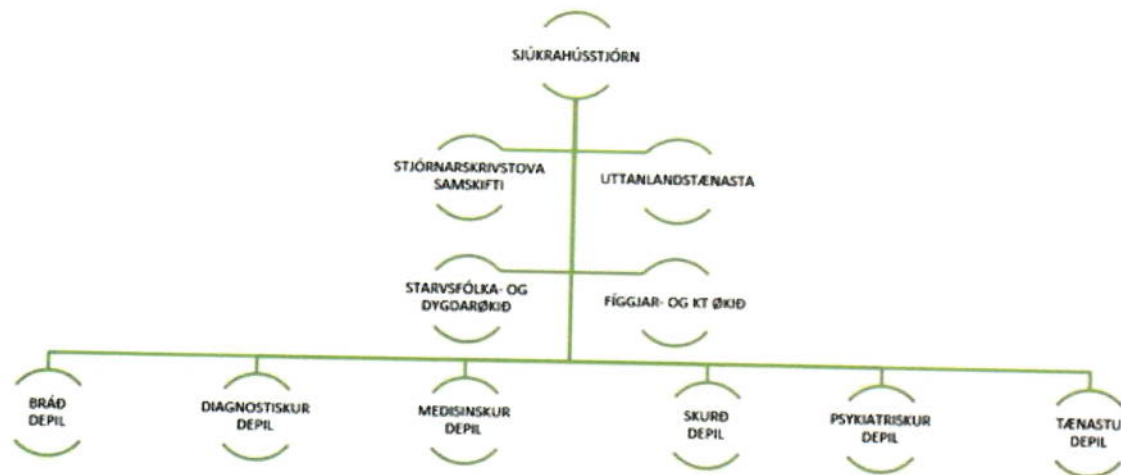 SJÚKRAHÚSSTJÓRN
STJÓRNARSKRIVSTOVA
SAMSKIFTI
UTTANLANDSTÆNASTA
STARVSFÓLKA- OG
DYGDARØKIÐ
FÍGGJAR- OG KT ØKIÐ
BRÁÐ
DEPIL
DIAGNOSTISKUR
DEPIL
MEDISINSKUR
DEPIL
SKURÐ
DEPIL
PSYKIATRISKUR
DEPIL
TÆNASTU
DEPIL